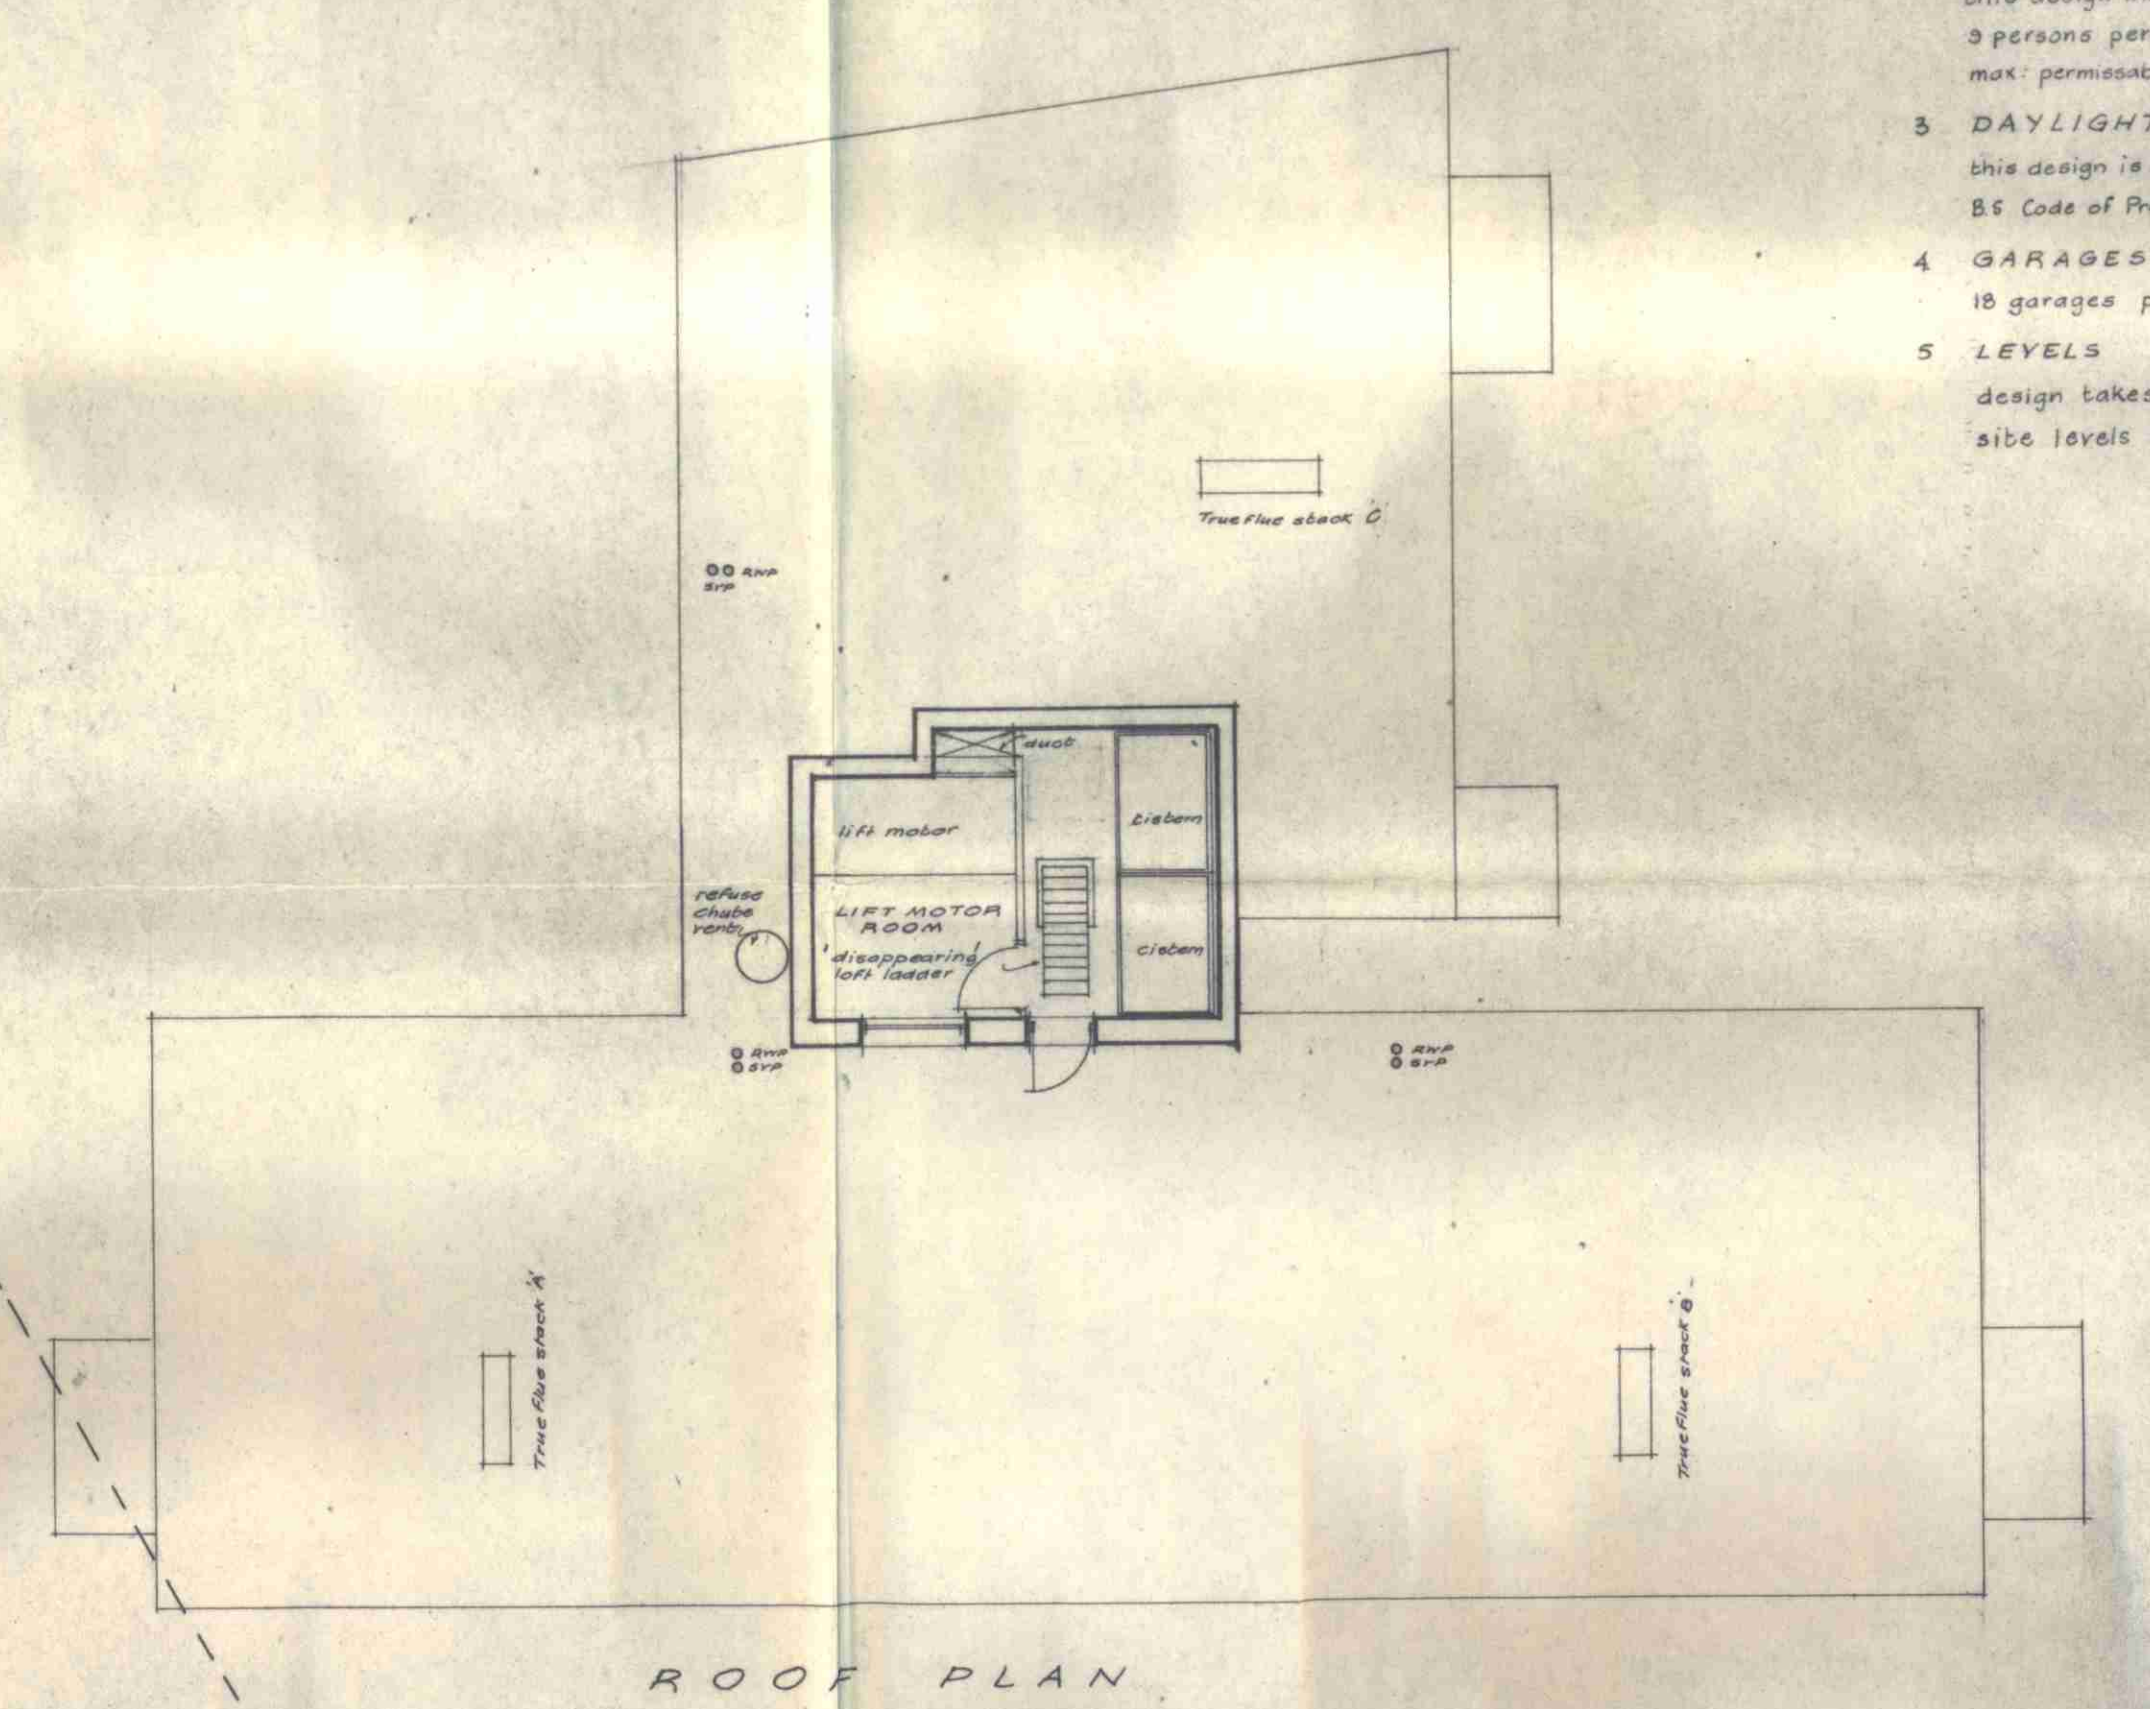 9 persons per
max: permissab
3 DAYLIGHT
this design is
B.S Code of Pr
4 GARAGES
18 garages p
5 LEVELS
design takes
site levels
True Flue stack 'C'
RWP
SVP
duct
lift motor
cistern
refuse
chute
vent
LIFT MOTOR
ROOM
'disappearing'
loft ladder
cistern
RWP
SVP
RWP
SVP
True Flue stack 'A'
True Flue stack 'B'
ROOF PLAN